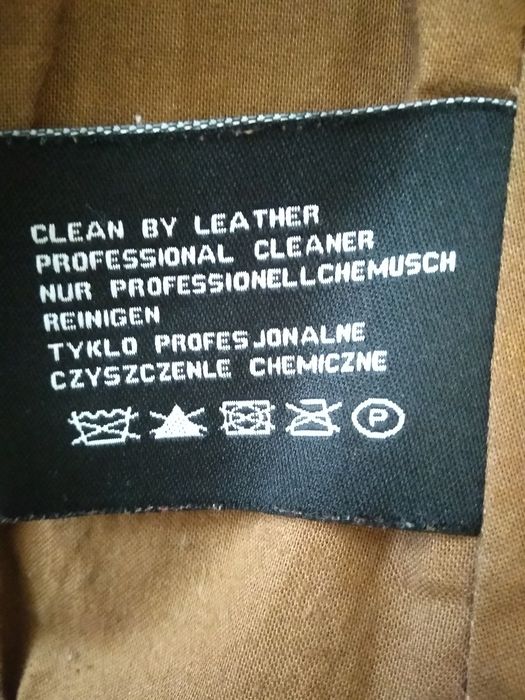 CLEAN BY LEATHER
PROFESSIONAL CLEANER
NUR PROFESSIONELLCHEMUSCH
REINIGEN
TYKLO PROFESJONALNE
CZYSZCZENLE CHEMICZNE
P